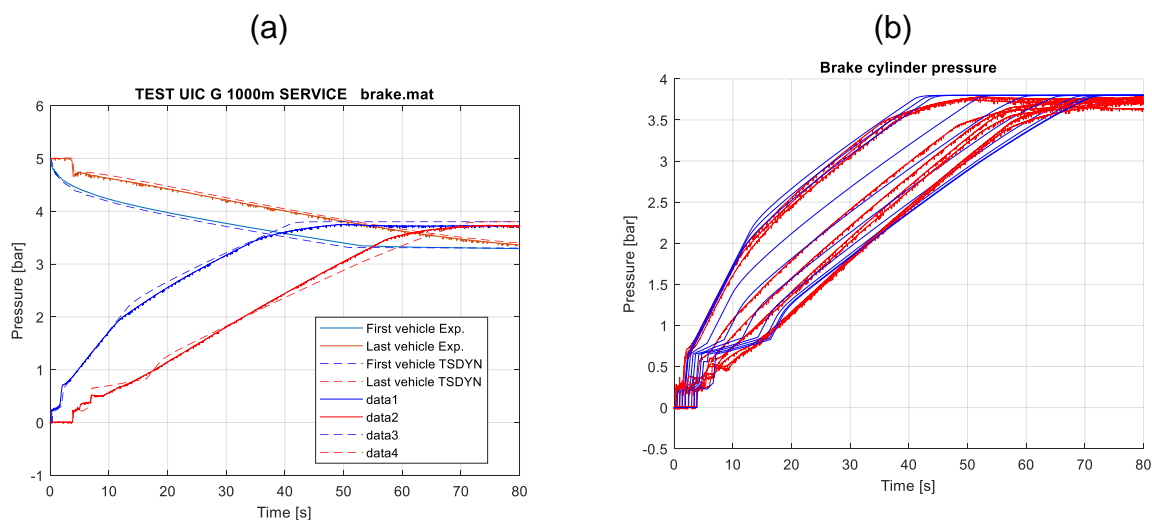 (a)
(b)
TEST UIC G 1000m SERVICE brake.mat
Brake cylinder pressure
Pressure [bar]
6
5
4
3
2
1
0
-1
First vehicle Exp.
Last vehicle Exp.
First vehicle TSDYN
Last vehicle TSDYN
data1
data2
data3
data4
0 10 20 30 40 50 60 70 80
Time [s]
Pressure [bar]
4
3.5
3
2.5
2
1.5
1
0.5
0
-0.5
0 10 20 30 40 50 60 70 80
Time [s]